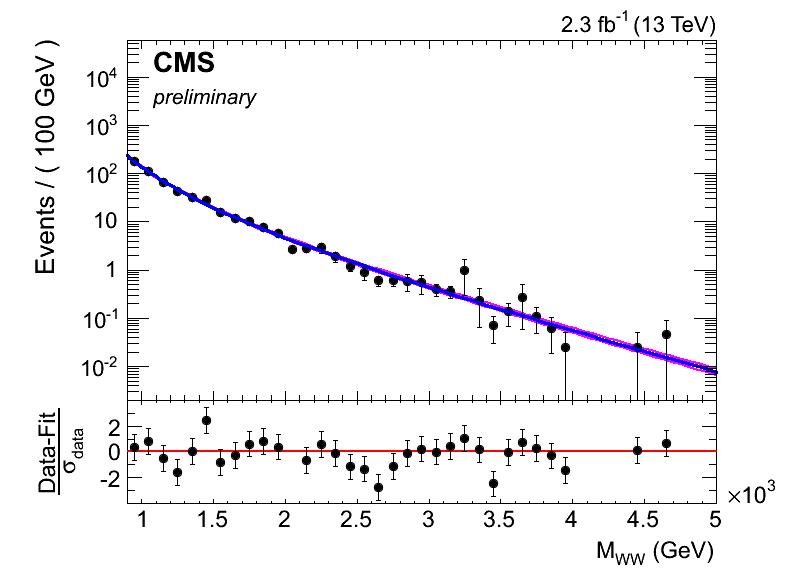 2.3 fb⁻¹ (13 TeV)
CMS
preliminary
Events / ( 100 GeV )
10⁴
10³
10²
10
1
10⁻¹
10⁻²
Data-Fit
σ_data
2
0
-2
1 1.5 2 2.5 3 3.5 4 4.5 5
×10³
M_WW (GeV)